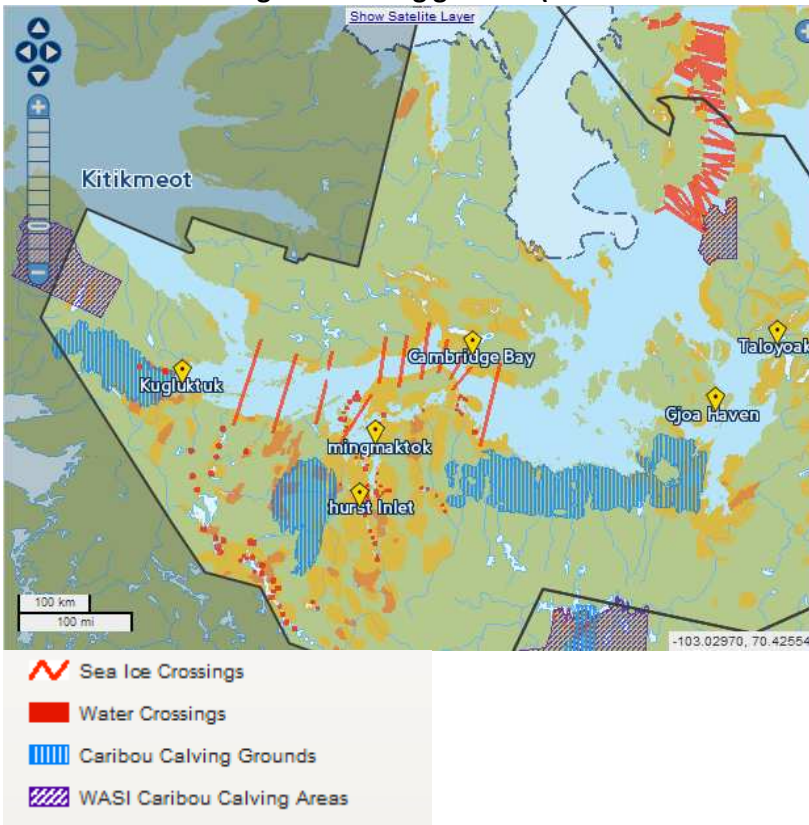 Show Satelite Layer
Kitikmeot
Cambridge Bay
Taloyoak
Kugluktuk
Gjoa Haven
mingmaktok
hurst Inlet
100 km
100 mi
-103.02970, 70.42554
Sea Ice Crossings
Water Crossings
Caribou Calving Grounds
WASI Caribou Calving Areas